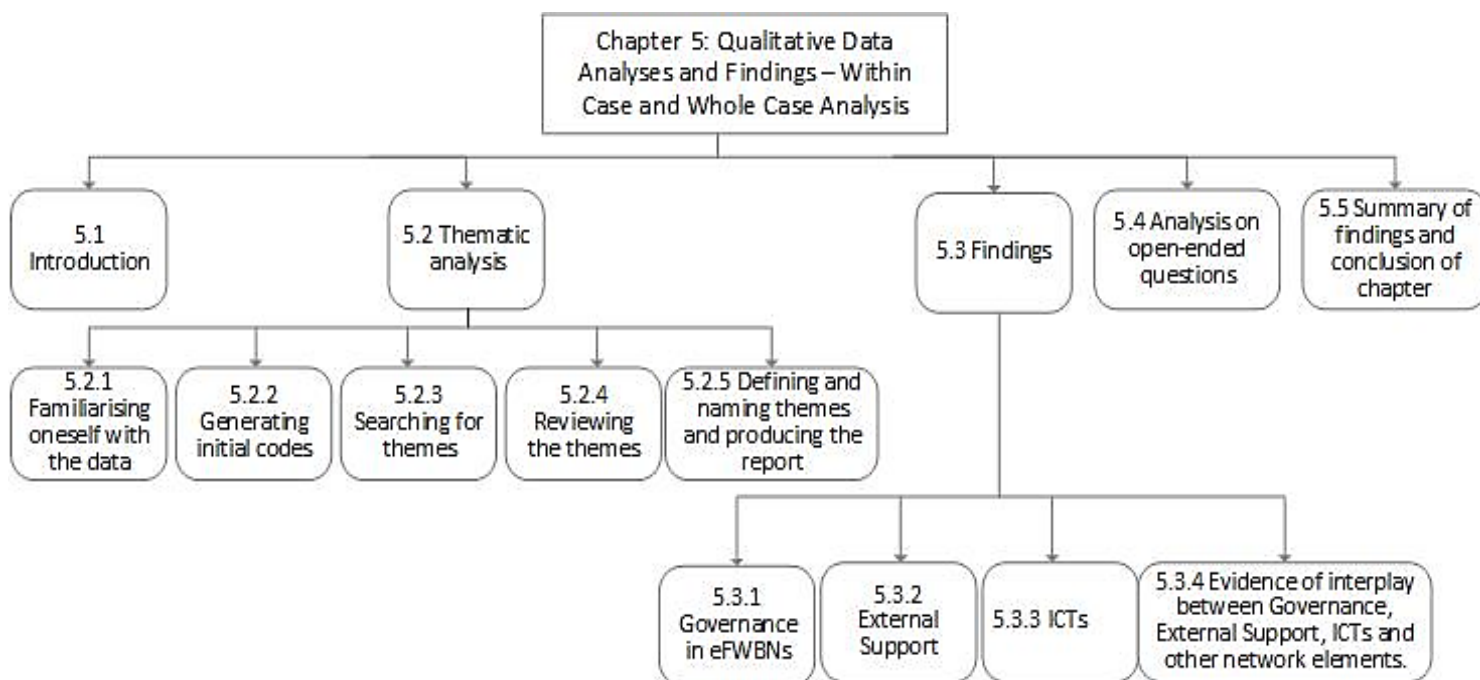 Chapter 5: Qualitative Data
Analyses and Findings – Within
Case and Whole Case Analysis
5.1
Introduction
5.2 Thematic
analysis
5.3 Findings
5.4 Analysis on
open-ended
questions
5.5 Summary of
findings and
conclusion of
chapter
5.2.1
Familiarising
oneself with
the data
5.2.2
Generating
initial codes
5.2.3
Searching for
themes
5.2.4
Reviewing
the themes
5.2.5 Defining and
naming themes
and producing the
report
5.3.1
Governance
in eFWBNs
5.3.2
External
Support
5.3.3 ICTs
5.3.4 Evidence of interplay
between Governance,
External Support, ICTs and
other network elements.